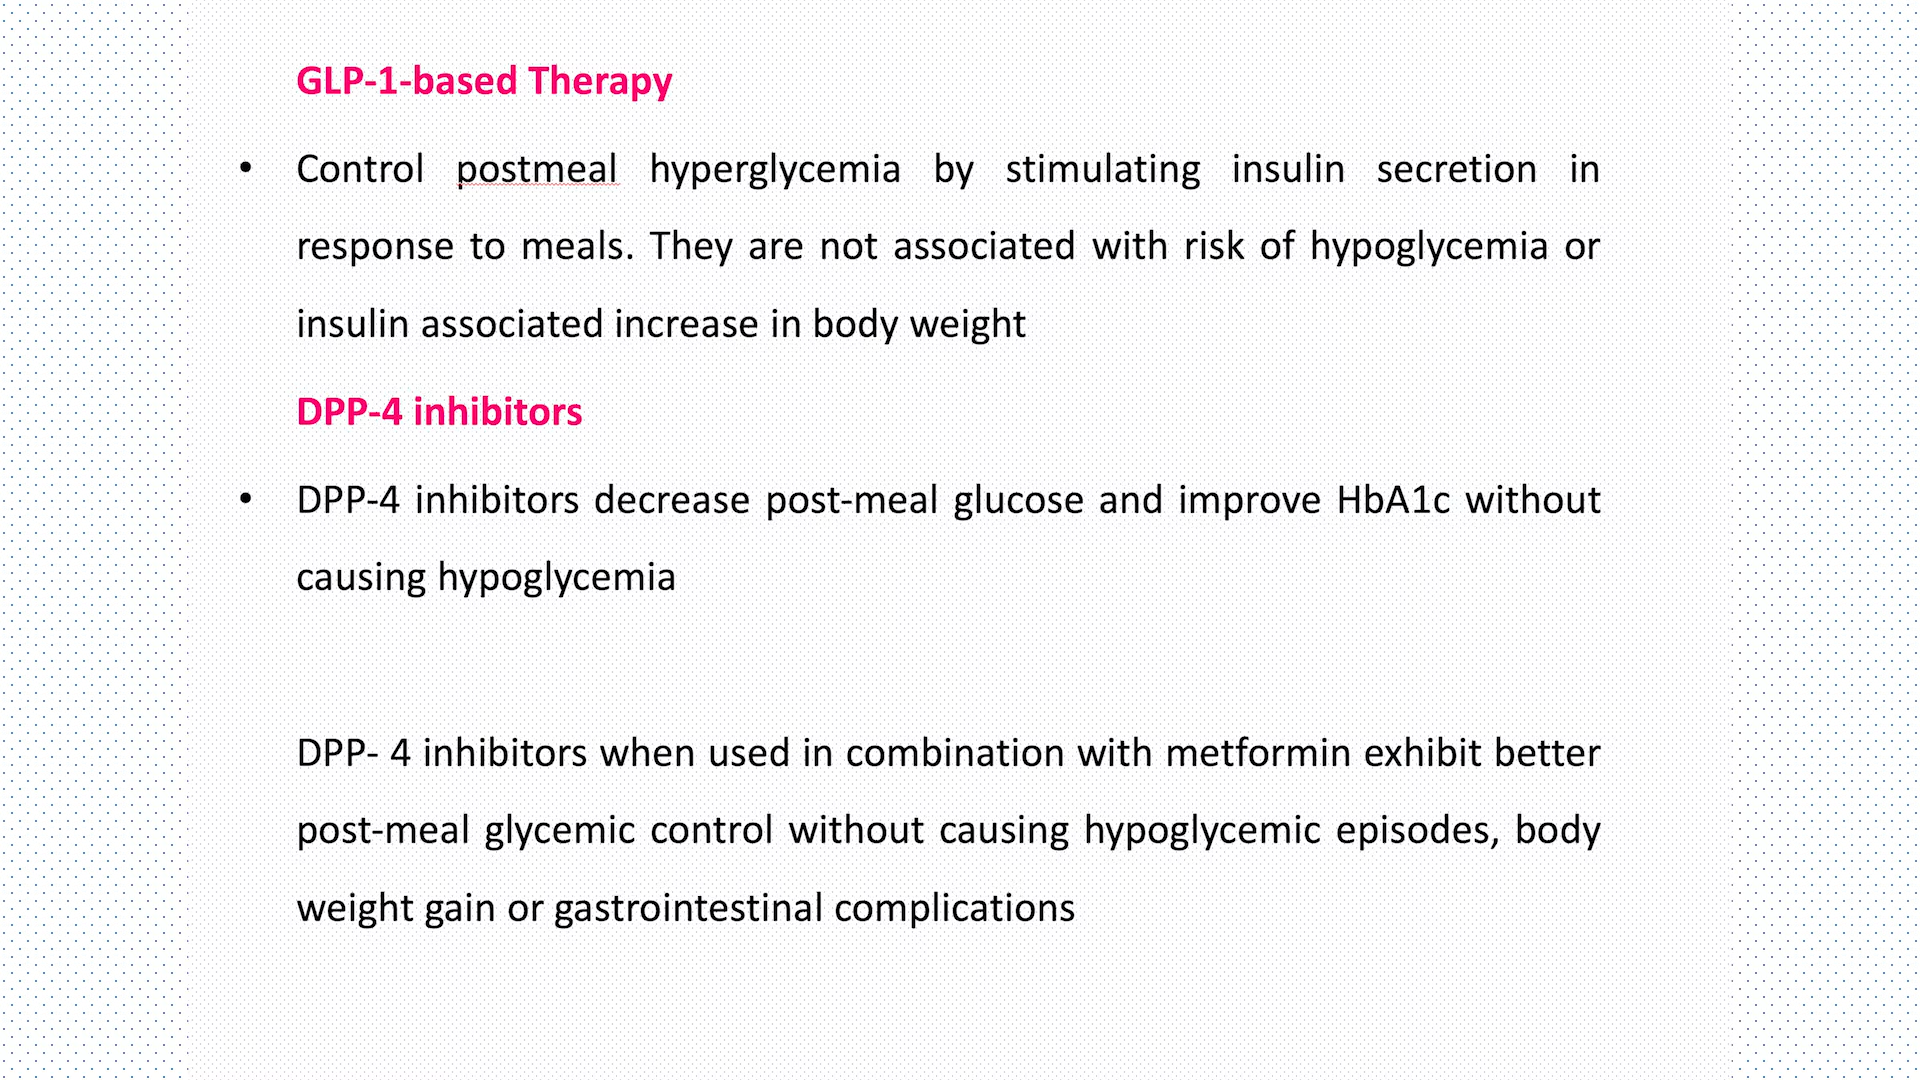 GLP-1-based Therapy
• Control postmeal hyperglycemia by stimulating insulin secretion in
response to meals. They are not associated with risk of hypoglycemia or
insulin associated increase in body weight
DPP-4 inhibitors
• DPP-4 inhibitors decrease post-meal glucose and improve HbA1c without
causing hypoglycemia
DPP- 4 inhibitors when used in combination with metformin exhibit better
post-meal glycemic control without causing hypoglycemic episodes, body
weight gain or gastrointestinal complications